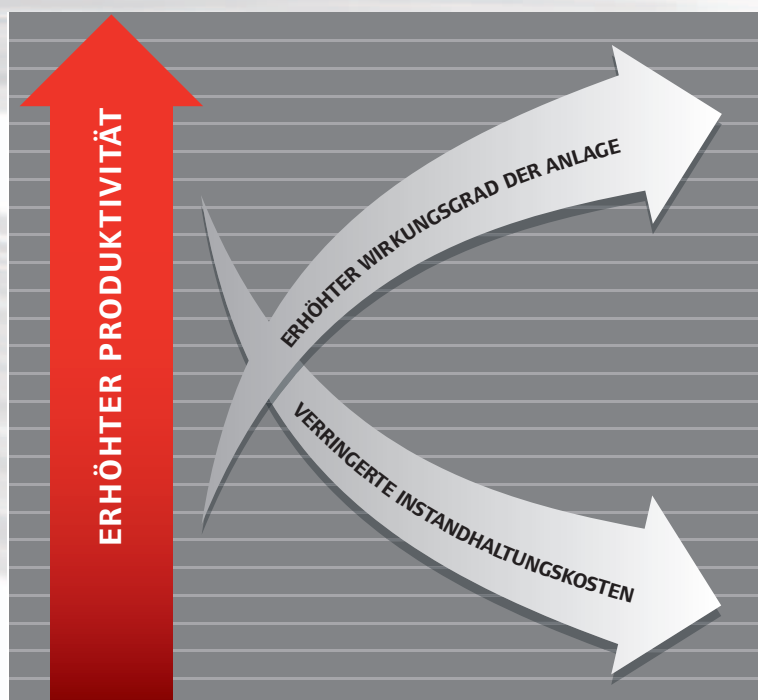 ERHÖHTER PRODUKTIVITÄT
ERHÖHTER WIRKUNGSGRAD DER ANLAGE
VERRINGERTE INSTANDHALTUNGSKOSTEN